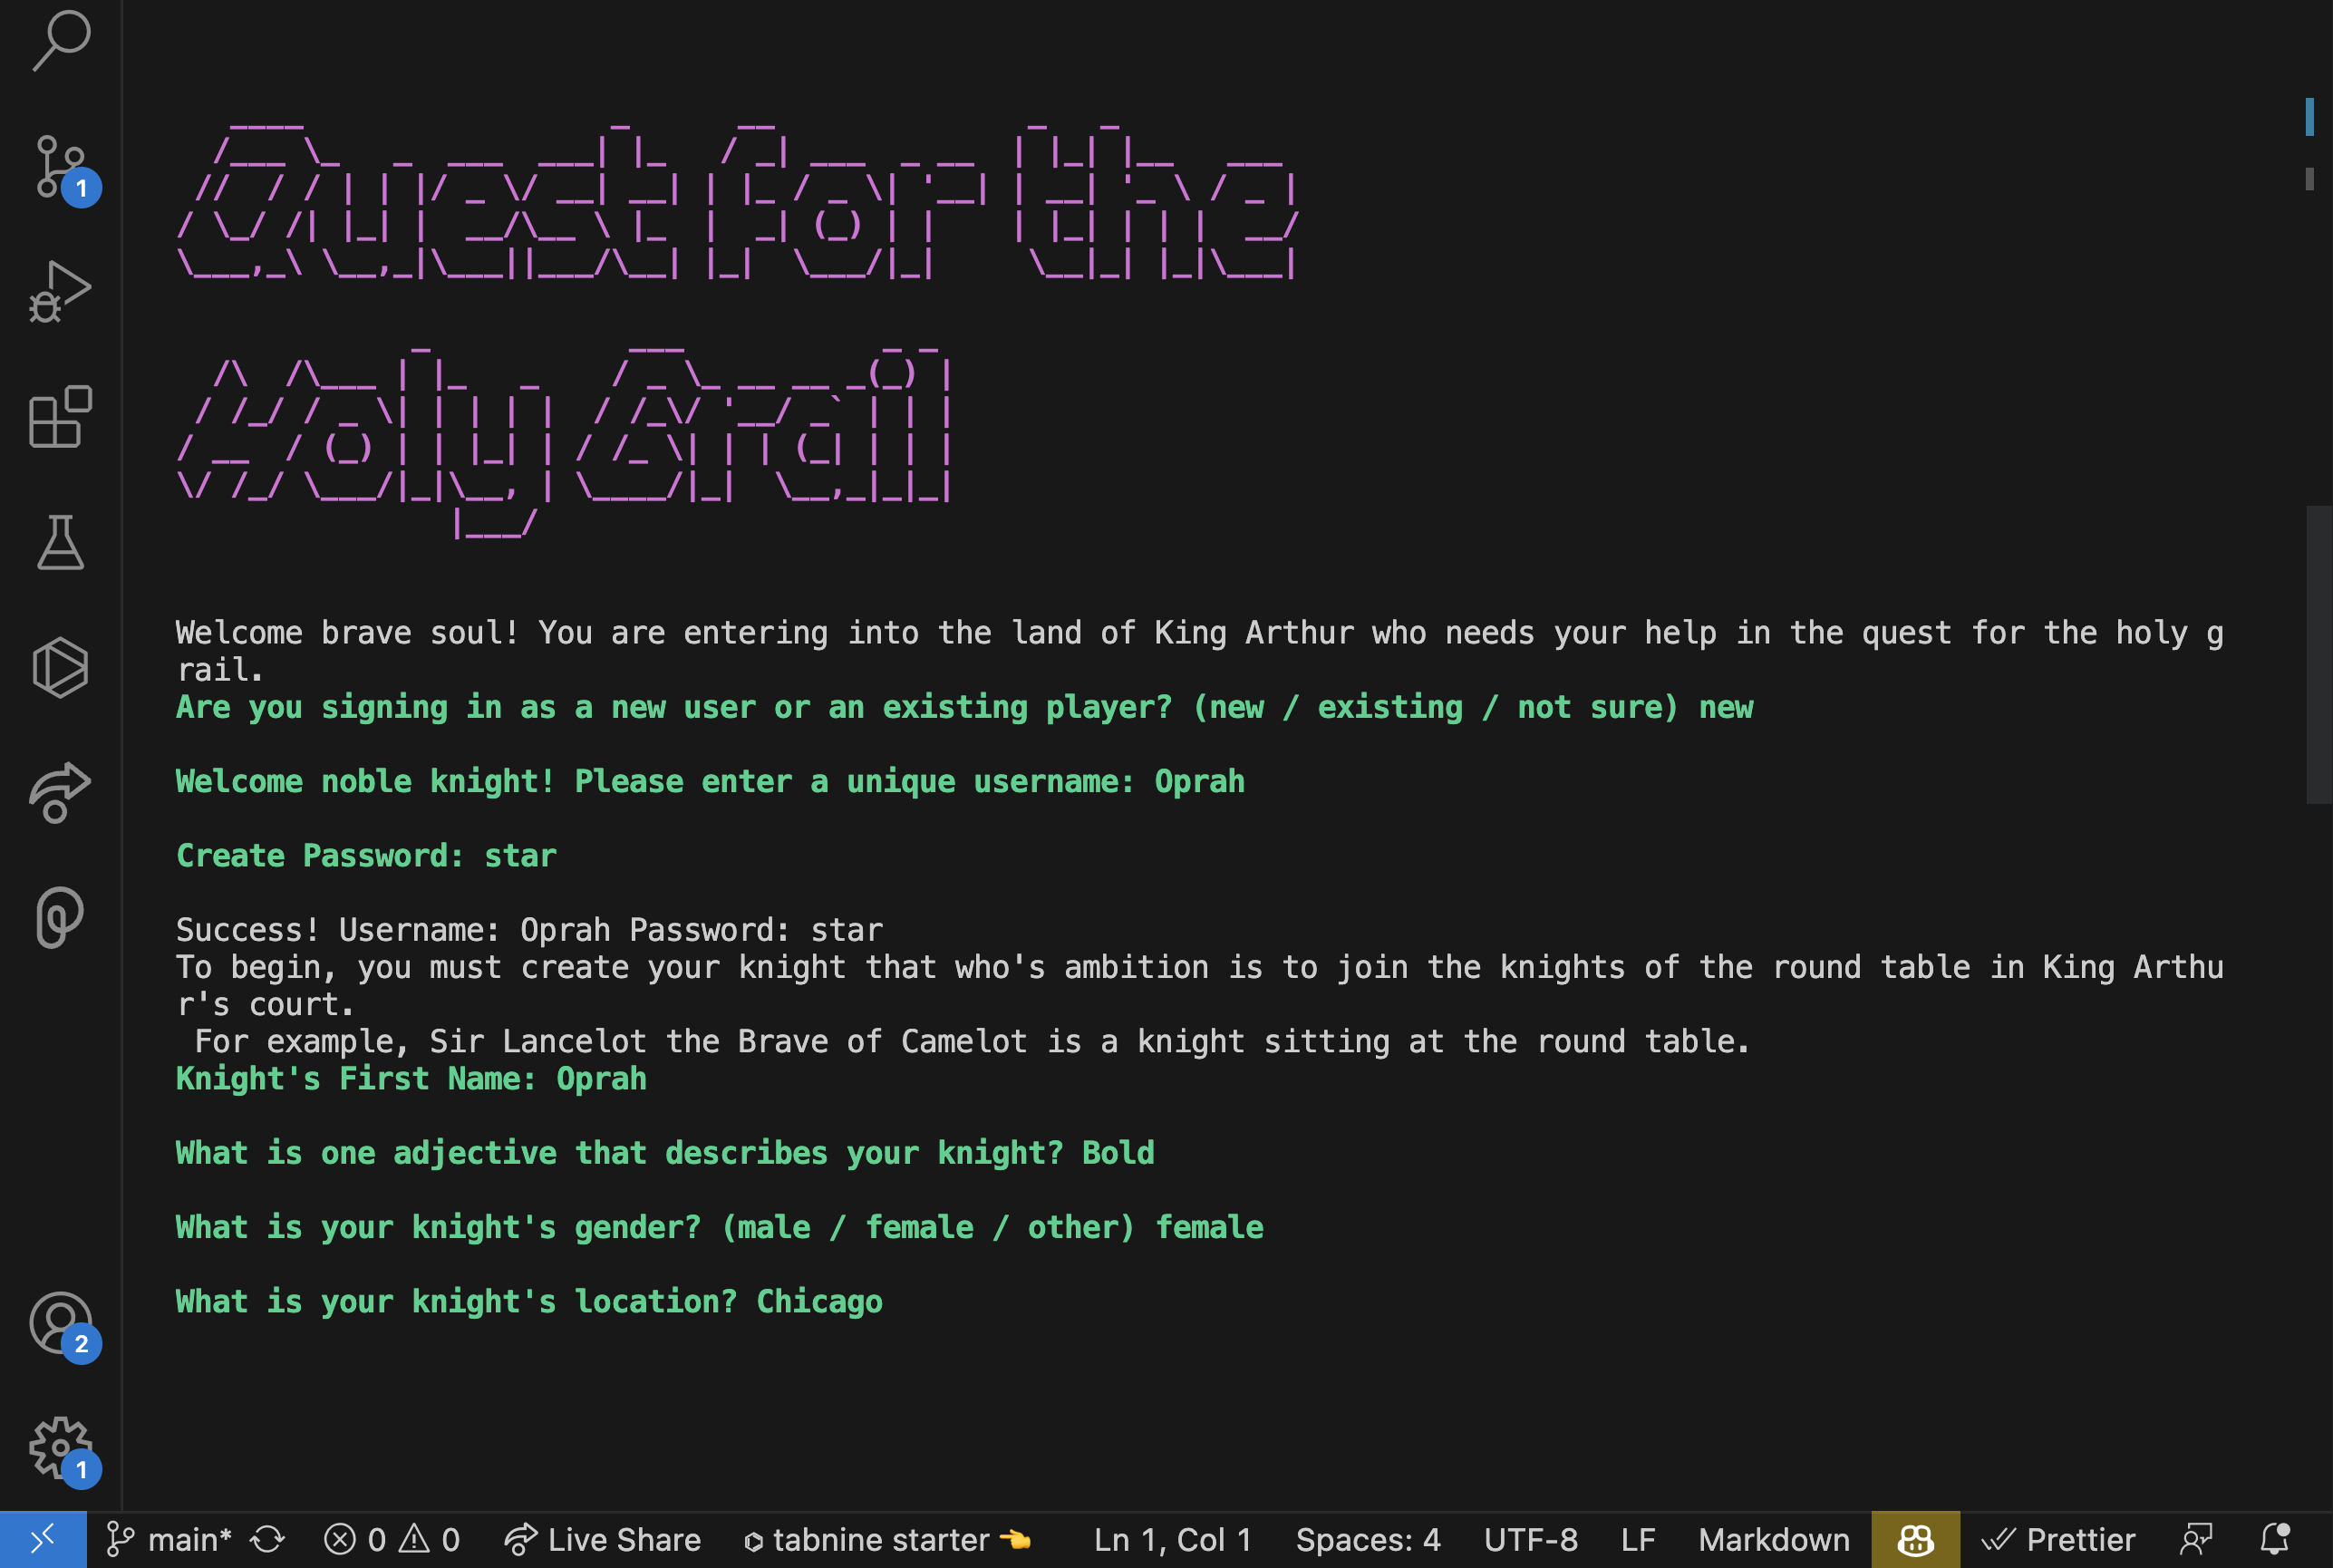 Quest for the
Holy Grail
Welcome brave soul! You are entering into the land of King Arthur who needs your help in the quest for the holy g
rail.
Are you signing in as a new user or an existing player? (new / existing / not sure) new
Welcome noble knight! Please enter a unique username: Oprah
Create Password: star
Success! Username: Oprah Password: star
To begin, you must create your knight that who's ambition is to join the knights of the round table in King Arthu
r's court.
 For example, Sir Lancelot the Brave of Camelot is a knight sitting at the round table.
Knight's First Name: Oprah
What is one adjective that describes your knight? Bold
What is your knight's gender? (male / female / other) female
What is your knight's location? Chicago
1
2
1
main* 0 0 Live Share tabnine starter 👈 Ln 1, Col 1 Spaces: 4 UTF-8 LF Markdown Prettier